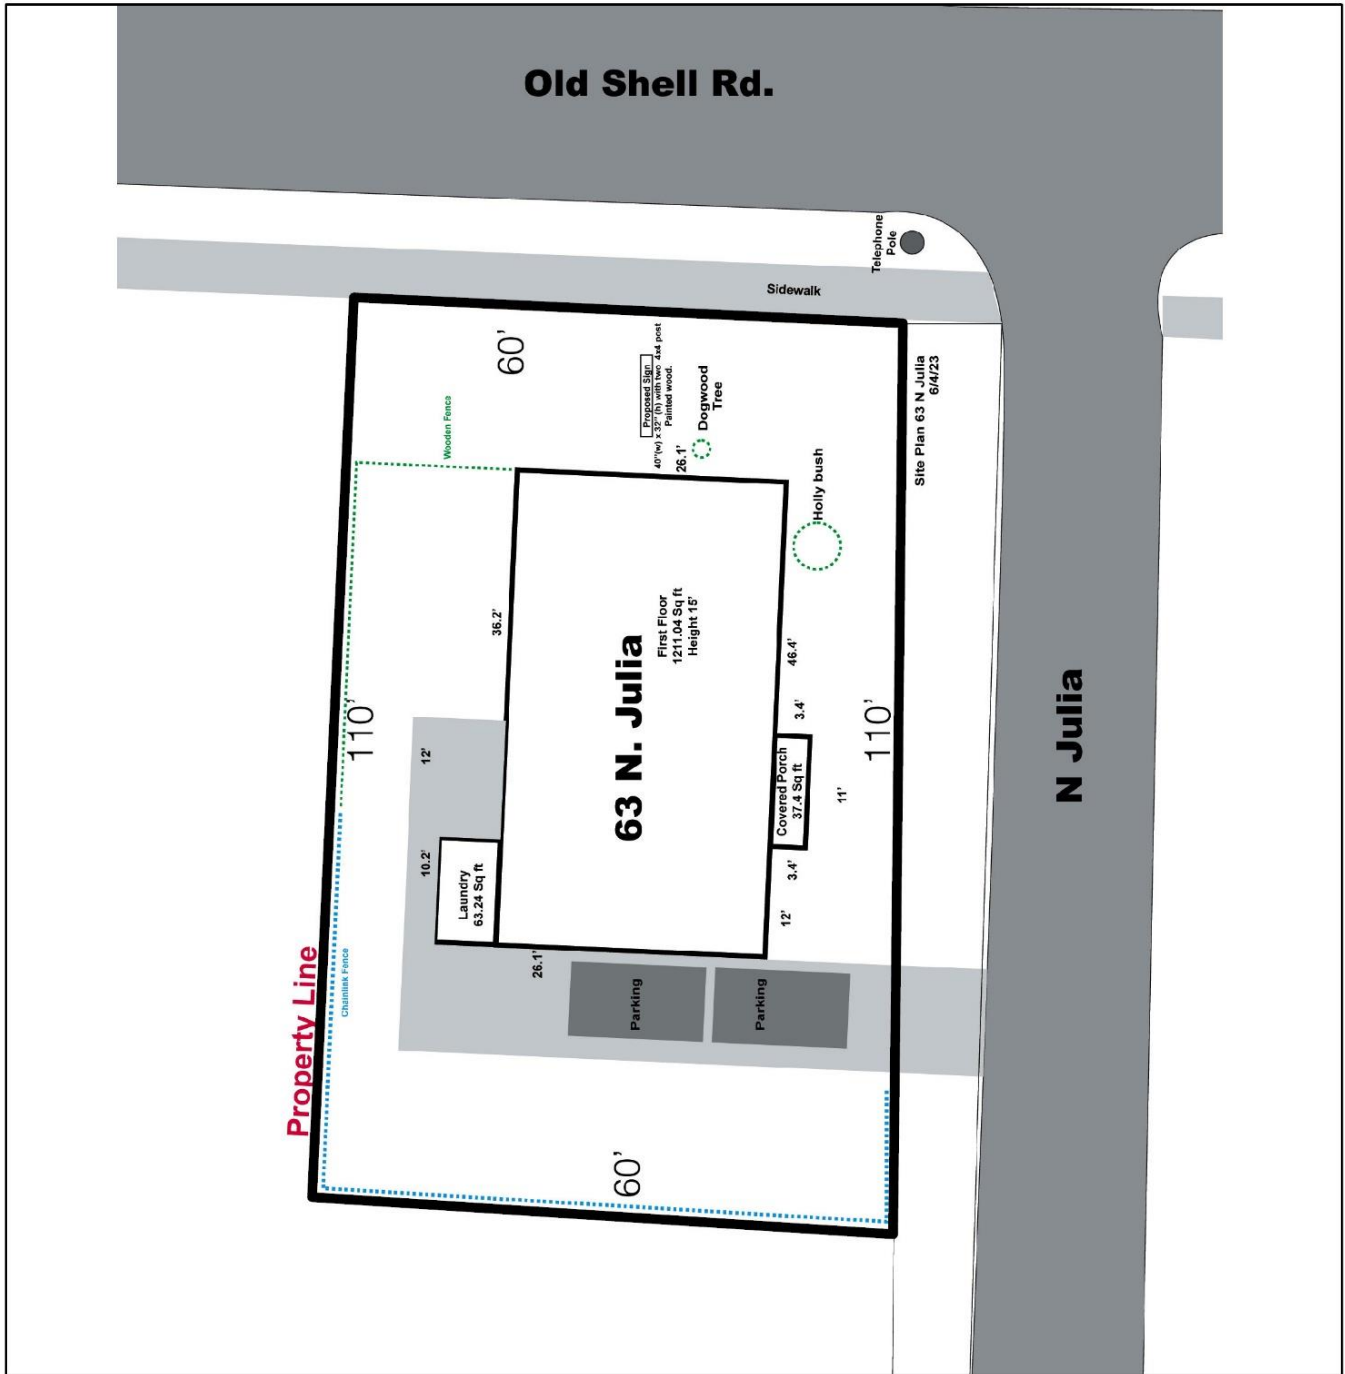 Old Shell Rd.
Telephone
Pole
Sidewalk
60'
Proposed Sign
40"(w) x 32" (h) with two 4x4 post
Painted wood.
Dogwood
Tree
Site Plan 63 N Julia
6/4/23
Wooden Fence
26.1'
Holly bush
36.2'
First Floor
1211.04 Sq ft
Height 15'
46.4'
63 N. Julia
3.4'
110'
110'
N Julia
12'
Covered Porch
37.4 Sq ft
11'
10.2'
Laundry
63.24 Sq ft
3.4'
12'
Property Line
Chainlink Fence
26.1'
Parking
Parking
60'